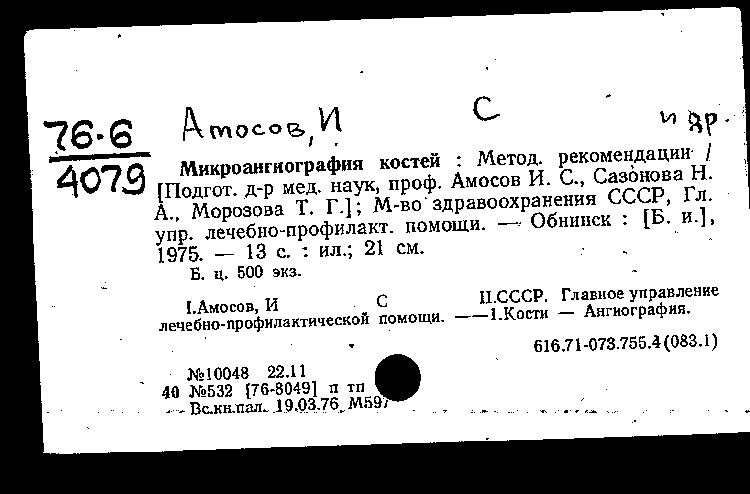 76-6
4079
Амосов, И С и др.
Микроангиография костей : Метод. рекомендации /
[Подгот. д-р мед. наук, проф. Амосов И. С., Сазонова Н.
А., Морозова Т. Г.]; М-во здравоохранения СССР, Гл.
упр. лечебно-профилакт. помощи. — Обнинск : [Б. и.],
1975. — 13 с. : ил.; 21 см.
Б. ц. 500 экз.
I.Амосов, И С II.СССР. Главное управление
лечебно-профилактической помощи. ——1.Кости — Ангиография.
616.71-073.755.4(083.1)
№10048 22.11
40 №532 [76-8049] п тп
Вс.кн.пал. 19.03.76 М597